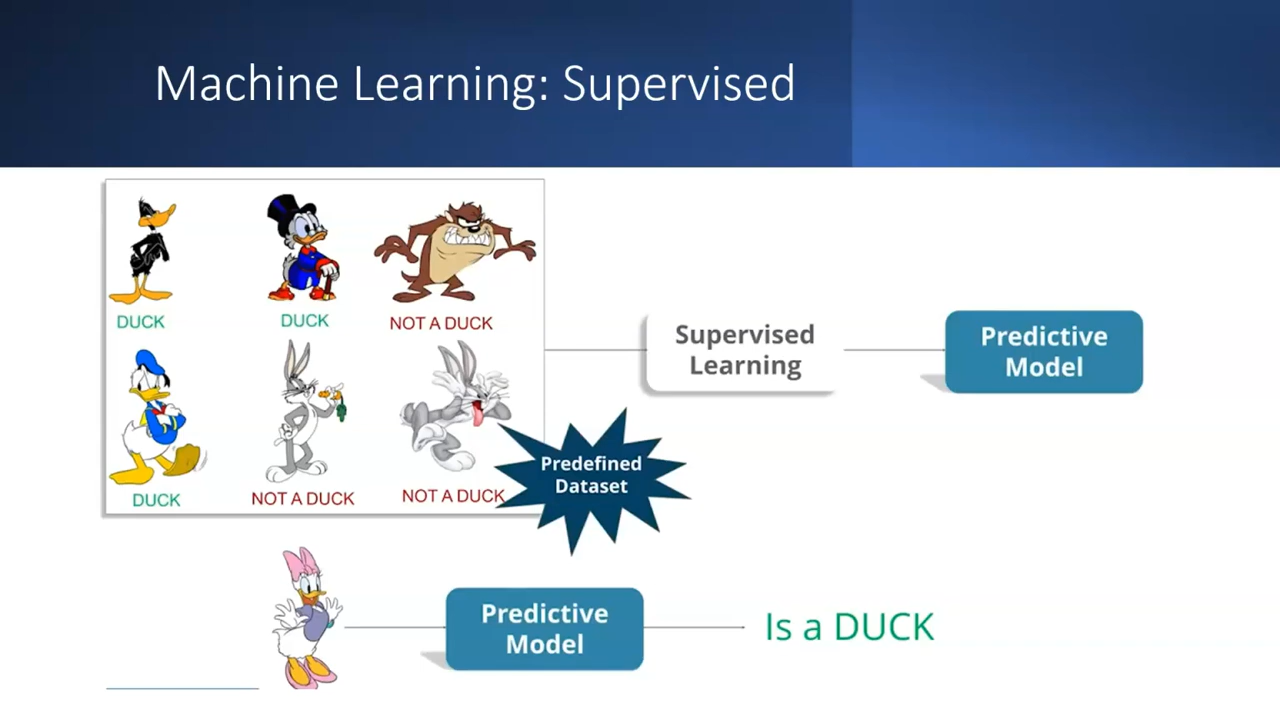 Machine Learning: Supervised
DUCK
DUCK
NOT A DUCK
DUCK
NOT A DUCK
NOT A DUCK
Predefined
Dataset
Supervised
Learning
Predictive
Model
Predictive
Model
Is a DUCK